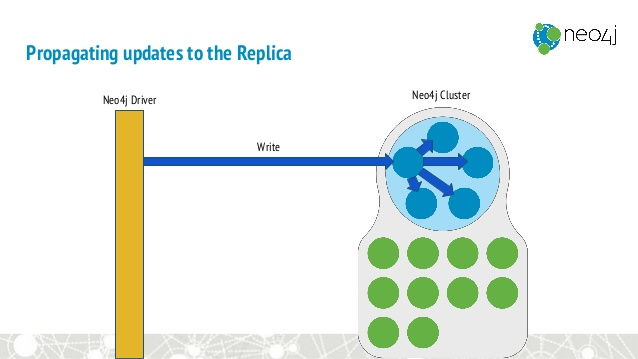 neo4j
Propagating updates to the Replica
Neo4j Driver
Neo4j Cluster
Write